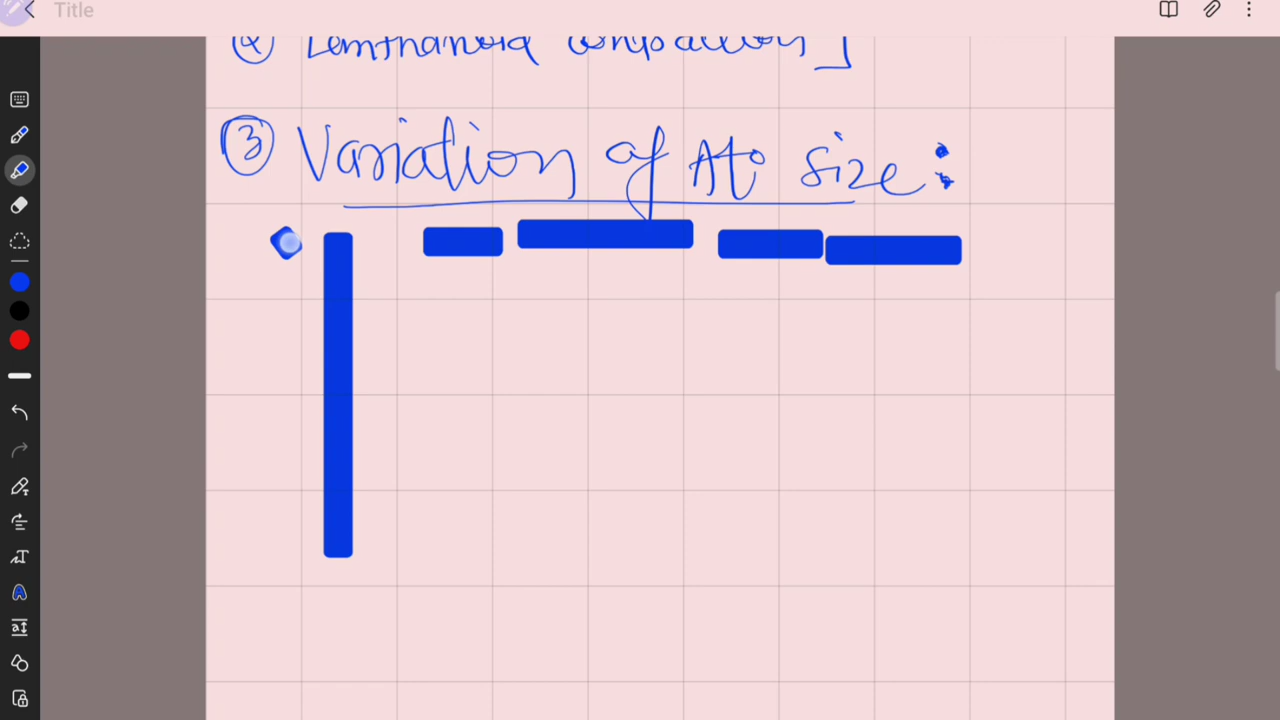 Title
③ Variation of At° size :